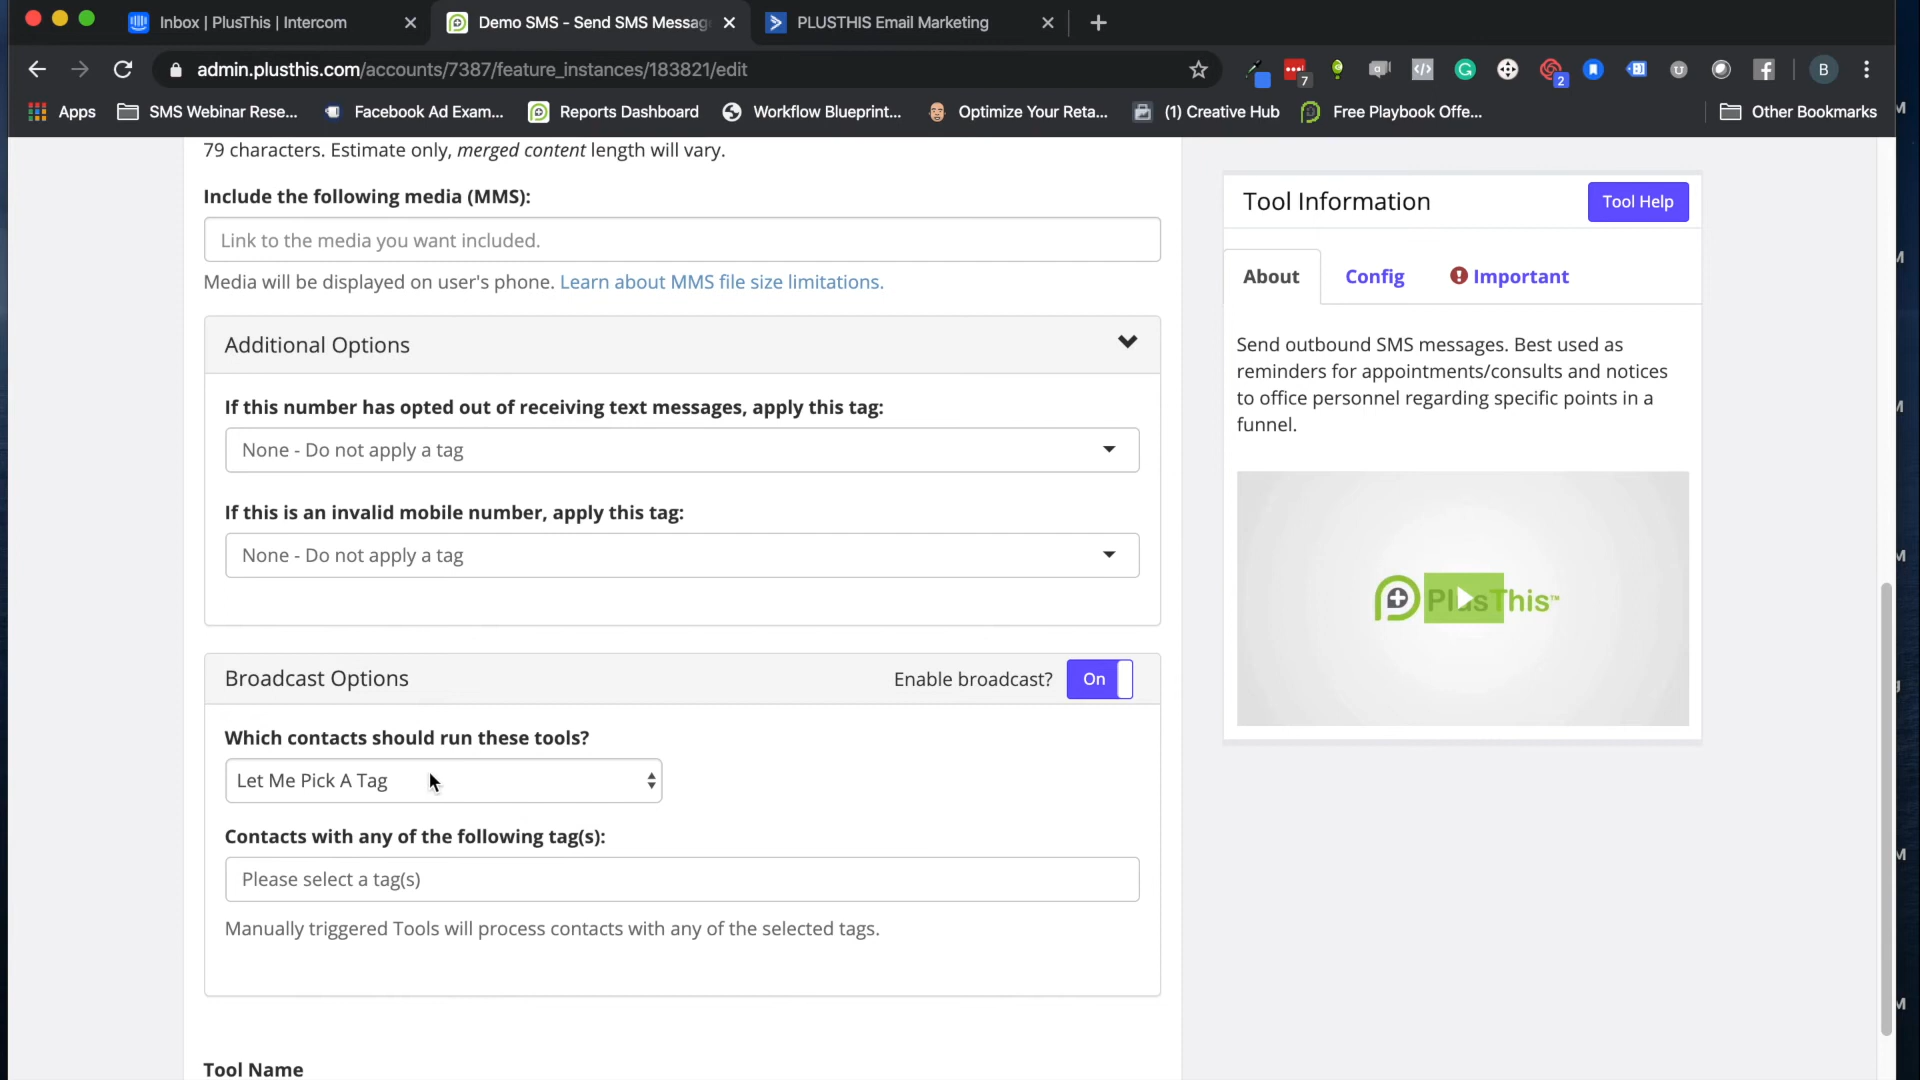 Inbox | PlusThis | Intercom
Demo SMS - Send SMS Messag
PLUSTHIS Email Marketing
admin.plusthis.com/accounts/7387/feature_instances/183821/edit
7
2
B
Apps
SMS Webinar Rese...
Facebook Ad Exam...
Reports Dashboard
Workflow Blueprint...
Optimize Your Reta...
(1) Creative Hub
Free Playbook Offe...
Other Bookmarks
79 characters. Estimate only, merged content length will vary.
Include the following media (MMS):
Link to the media you want included.
Media will be displayed on user's phone. Learn about MMS file size limitations.
Additional Options
If this number has opted out of receiving text messages, apply this tag:
None - Do not apply a tag
If this is an invalid mobile number, apply this tag:
None - Do not apply a tag
Broadcast Options
Enable broadcast?
On
Which contacts should run these tools?
Let Me Pick A Tag
Contacts with any of the following tag(s):
Please select a tag(s)
Manually triggered Tools will process contacts with any of the selected tags.
Tool Name
Tool Information
Tool Help
About
Config
Important
Send outbound SMS messages. Best used as
reminders for appointments/consults and notices
to office personnel regarding specific points in a
funnel.
PlusThis™